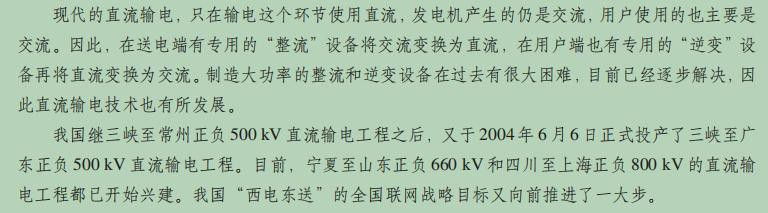 现代的直流输电，只在输电这个环节使用直流，发电机产生的仍是交流，用户使用的也主要是
交流。因此，在送电端有专用的“整流”设备将交流变换为直流，在用户端也有专用的“逆变”设
备再将直流变换为交流。制造大功率的整流和逆变设备在过去有很大困难，目前已经逐步解决，因
此直流输电技术也有所发展。
我国继三峡至常州正负 500 kV 直流输电工程之后，又于 2004 年 6 月 6 日正式投产了三峡至广
东正负 500 kV 直流输电工程。目前，宁夏至山东正负 660 kV 和四川至上海正负 800 kV 的直流输
电工程都已开始兴建。我国“西电东送”的全国联网战略目标又向前推进了一大步。